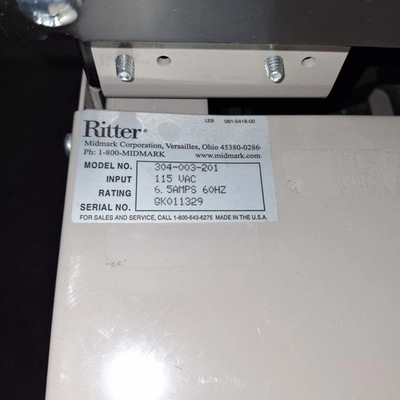 LEB 061-0418-00
Ritter®
Midmark Corporation, Versailles, Ohio 45380-0286
Ph: 1-800-MIDMARK www.midmark.com
MODEL NO. 304-003-201
INPUT 115 VAC
RATING 6.5AMPS 60HZ
SERIAL NO. GK011329
FOR SALES AND SERVICE, CALL 1-800-643-6275 MADE IN THE U.S.A.